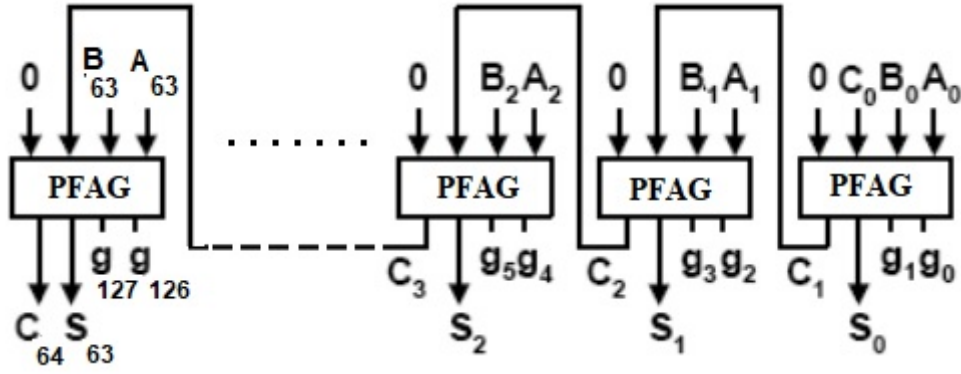 0 B63 A63 0 B2 A2 0 B1 A1 0 C0 B0 A0
PFAG PFAG PFAG PFAG
g127 g126 C3 g5 g4 C2 g3 g2 C1 g1 g0
C64 S63 S2 S1 S0